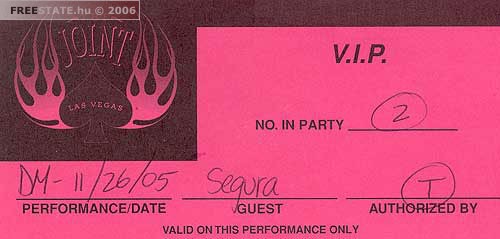 FREESTATE.hu © 2006
JOINT
LAS VEGAS
V.I.P.
NO. IN PARTY 2
DM - 11/26/05 Segura I
PERFORMANCE/DATE GUEST AUTHORIZED BY
VALID ON THIS PERFORMANCE ONLY